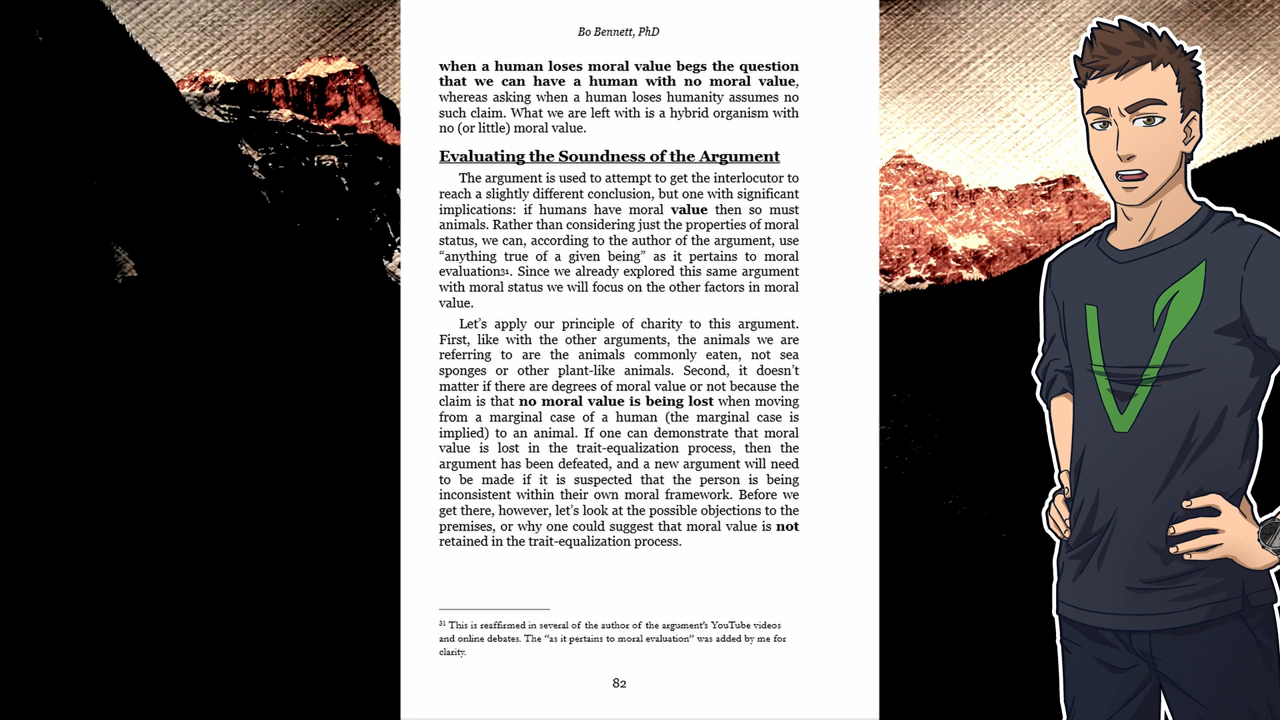 Bo Bennett, PhD
when a human loses moral value begs the question
that we can have a human with no moral value,
whereas asking when a human loses humanity assumes no
such claim. What we are left with is a hybrid organism with
no (or little) moral value.
Evaluating the Soundness of the Argument
The argument is used to attempt to get the interlocutor to
reach a slightly different conclusion, but one with significant
implications: if humans have moral value then so must
animals. Rather than considering just the properties of moral
status, we can, according to the author of the argument, use
“anything true of a given being” as it pertains to moral
evaluation31. Since we already explored this same argument
with moral status we will focus on the other factors in moral
value.
Let’s apply our principle of charity to this argument.
First, like with the other arguments, the animals we are
referring to are the animals commonly eaten, not sea
sponges or other plant-like animals. Second, it doesn’t
matter if there are degrees of moral value or not because the
claim is that no moral value is being lost when moving
from a marginal case of a human (the marginal case is
implied) to an animal. If one can demonstrate that moral
value is lost in the trait-equalization process, then the
argument has been defeated, and a new argument will need
to be made if it is suspected that the person is being
inconsistent within their own moral framework. Before we
get there, however, let’s look at the possible objections to the
premises, or why one could suggest that moral value is not
retained in the trait-equalization process.
31 This is reaffirmed in several of the author of the argument’s YouTube videos
and online debates. The “as it pertains to moral evaluation” was added by me for
clarity.
82